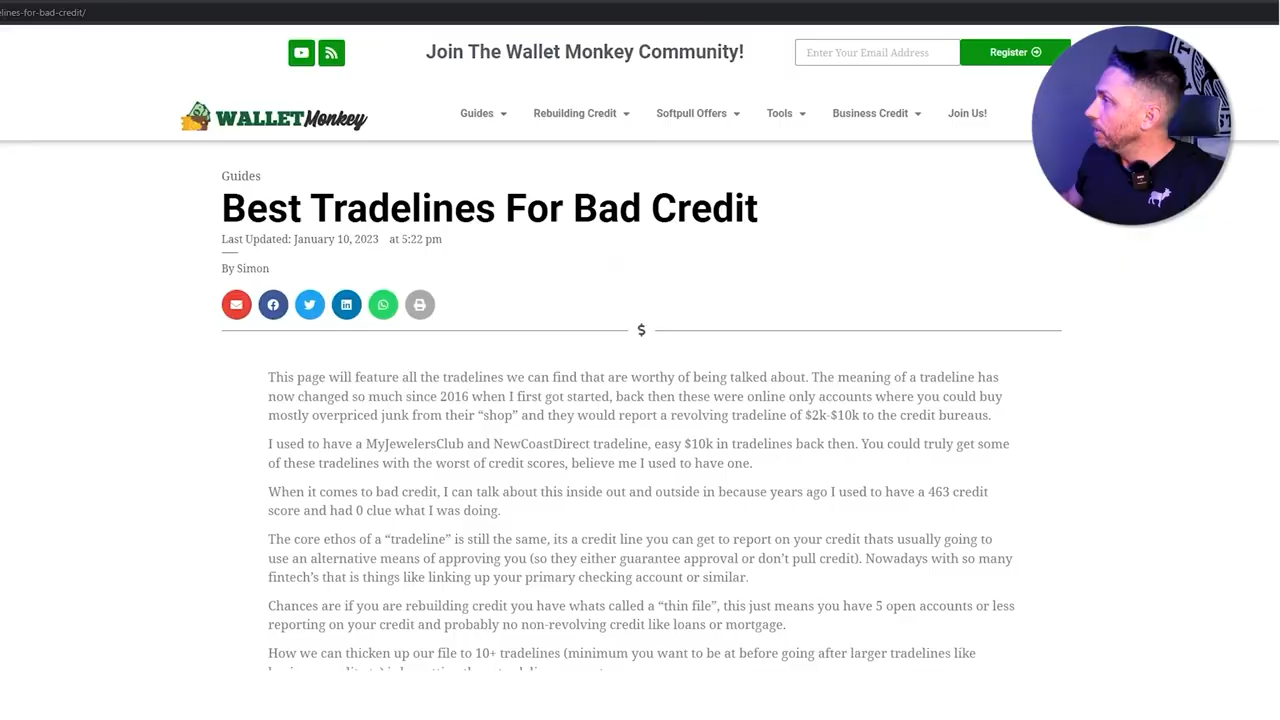 elines-for-bad-credit/
Join The Wallet Monkey Community!
Enter Your Email Address
Register
WALLETMonkey
Guides
Rebuilding Credit
Softpull Offers
Tools
Business Credit
Join Us!
Guides
Best Tradelines For Bad Credit
Last Updated: January 10, 2023 at 5:22 pm
By Simon
$
This page will feature all the tradelines we can find that are worthy of being talked about. The meaning of a tradeline has
now changed so much since 2016 when I first got started, back then these were online only accounts where you could buy
mostly overpriced junk from their “shop” and they would report a revolving tradeline of $2k-$10k to the credit bureaus.
I used to have a MyJewelersClub and NewCoastDirect tradeline, easy $10k in tradelines back then. You could truly get some
of these tradelines with the worst of credit scores, believe me I used to have one.
When it comes to bad credit, I can talk about this inside out and outside in because years ago I used to have a 463 credit
score and had 0 clue what I was doing.
The core ethos of a “tradeline” is still the same, its a credit line you can get to report on your credit thats usually going to
use an alternative means of approving you (so they either guarantee approval or don’t pull credit). Nowadays with so many
fintech’s that is things like linking up your primary checking account or similar.
Chances are if you are rebuilding credit you have whats called a “thin file”, this just means you have 5 open accounts or less
reporting on your credit and probably no non-revolving credit like loans or mortgage.
How we can thicken up our file to 10+ tradelines (minimum you want to be at before going after larger tradelines like